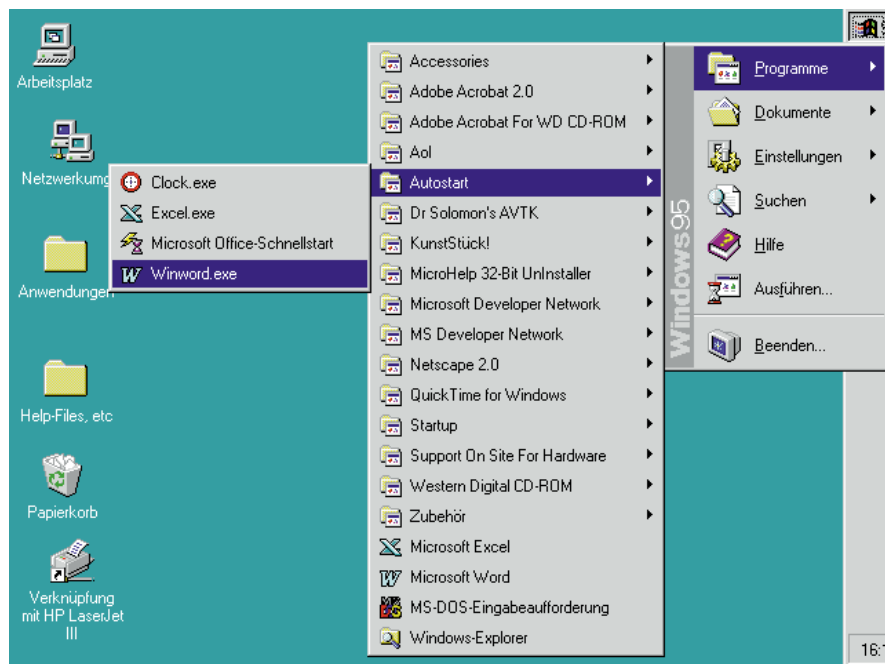 Arbeitsplatz
Netzwerkumg
Anwendungen
Help-Files, etc
Papierkorb
Verknüpfung
mit HP LaserJet
III
Clock.exe
Excel.exe
Microsoft Office-Schnellstart
Winword.exe
Accessories
Adobe Acrobat 2.0
Adobe Acrobat For WD CD-ROM
Aol
Autostart
Dr Solomon's AVTK
KunstStück!
MicroHelp 32-Bit UnInstaller
Microsoft Developer Network
MS Developer Network
Netscape 2.0
QuickTime for Windows
Startup
Support On Site For Hardware
Western Digital CD-ROM
Zubehör
Microsoft Excel
Microsoft Word
MS-DOS-Eingabeaufforderung
Windows-Explorer
Windows95
Programme
Dokumente
Einstellungen
Suchen
Hilfe
Ausführen...
Beenden...